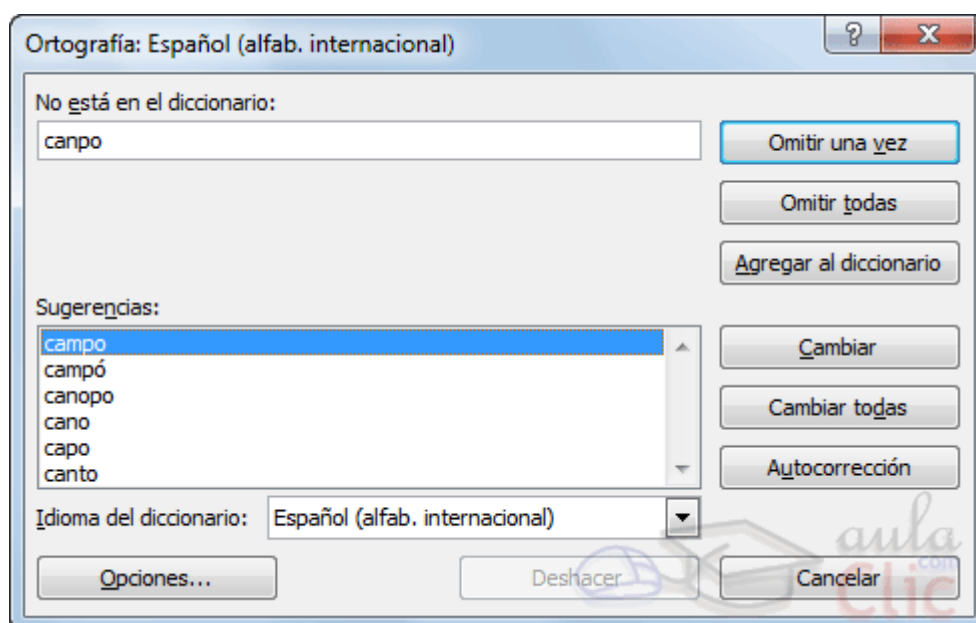 Ortografía: Español (alfab. internacional)
No está en el diccionario:
canpo
Omitir una vez
Omitir todas
Agregar al diccionario
Sugerencias:
campo
campó
canopo
cano
capo
canto
Cambiar
Cambiar todas
Autocorrección
Idioma del diccionario: Español (alfab. internacional)
Opciones...
Deshacer
Cancelar
aula
.com
Clic